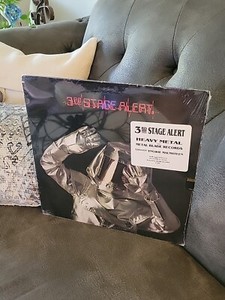 3RD STAGE ALERT
3RD STAGE ALERT
HEAVY METAL
METAL BLADE RECORDS